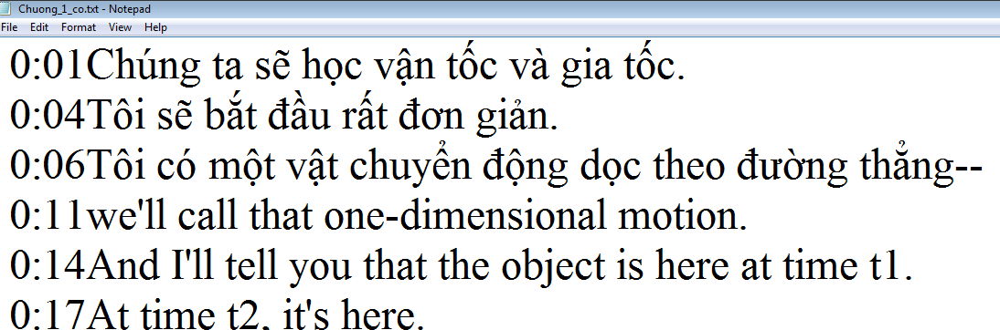 Chuong_1_co.txt - Notepad
File Edit Format View Help
0:01Chúng ta sẽ học vận tốc và gia tốc.
0:04Tôi sẽ bắt đầu rất đơn giản.
0:06Tôi có một vật chuyển động dọc theo đường thẳng--
0:11we'll call that one-dimensional motion.
0:14And I'll tell you that the object is here at time t1.
0:17At time t2, it's here.